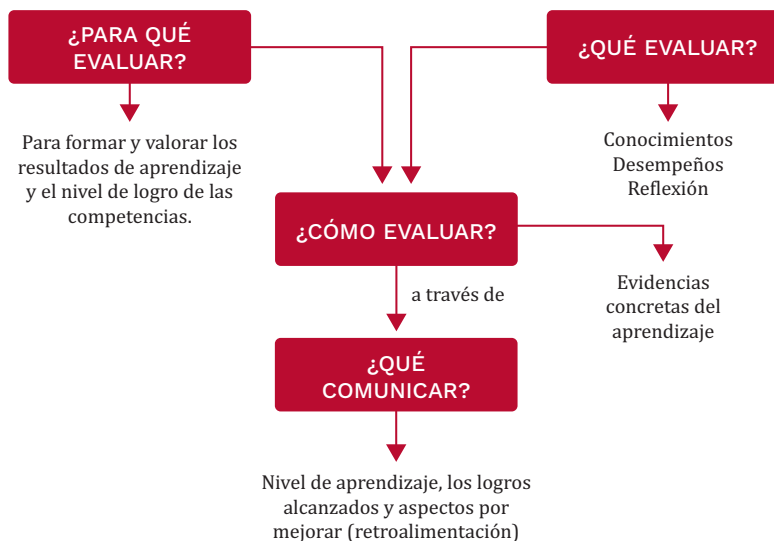 ¿PARA QUÉ
EVALUAR?
¿QUÉ EVALUAR?
Para formar y valorar los
resultados de aprendizaje
y el nivel de logro de las
competencias.
Conocimientos
Desempeños
Reflexión
¿CÓMO EVALUAR?
a través de
Evidencias
concretas del
aprendizaje
¿QUÉ
COMUNICAR?
Nivel de aprendizaje, los logros
alcanzados y aspectos por
mejorar (retroalimentación)